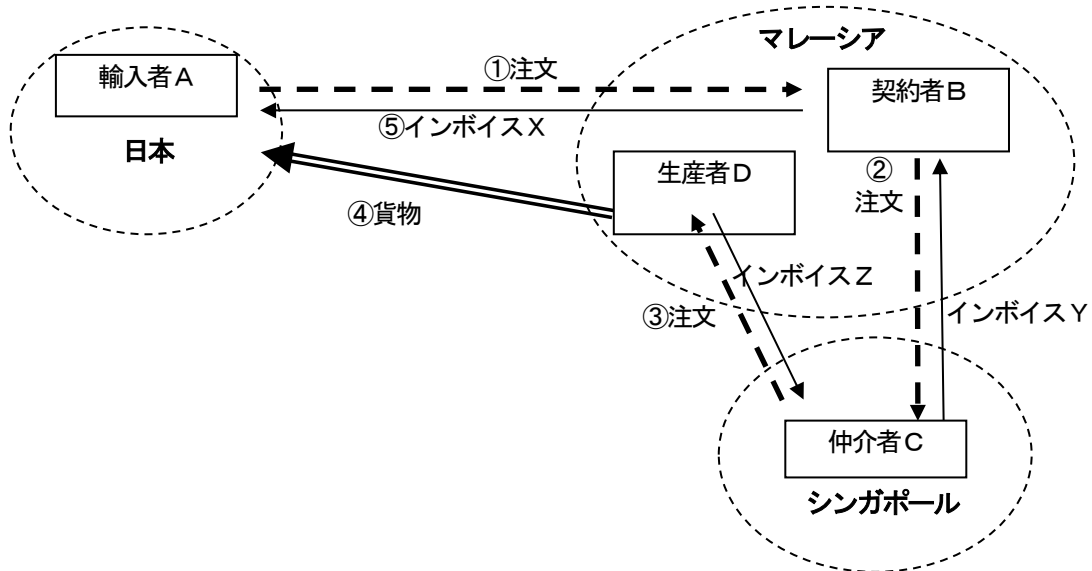 マレーシア
輸入者A
①注文
契約者B
⑤インボイスX
日本
生産者D
②
注文
④貨物
インボイスZ
③注文
インボイスY
仲介者C
シンガポール